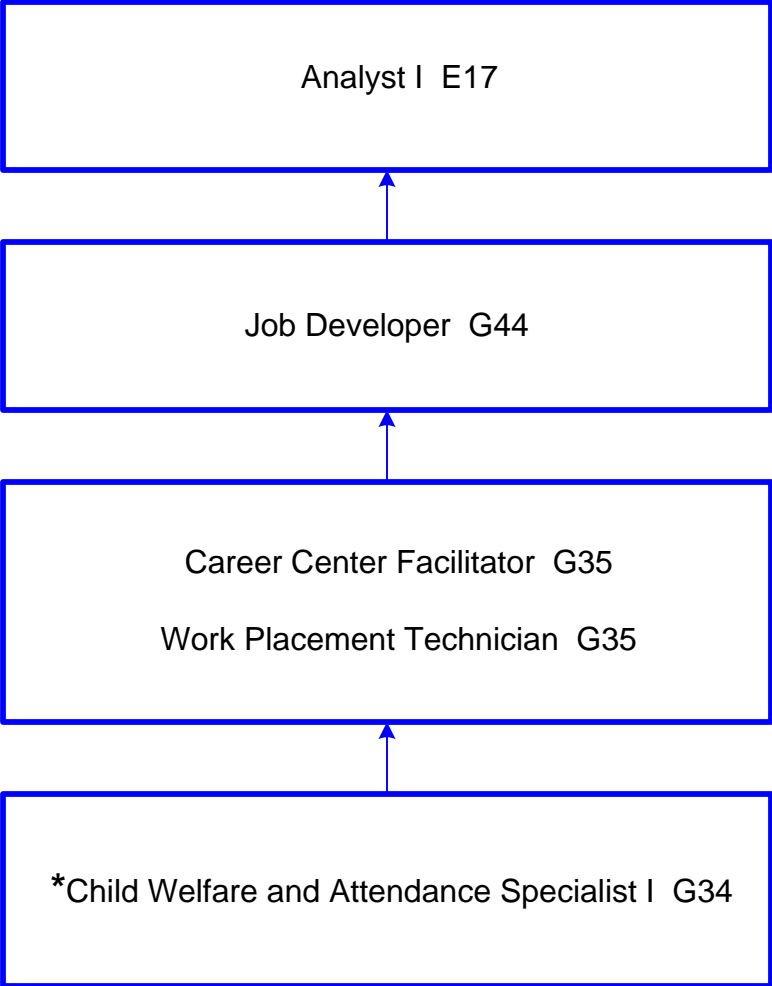 Analyst I  E17
Job Developer  G44
Career Center Facilitator  G35
Work Placement Technician  G35
*Child Welfare and Attendance Specialist I  G34